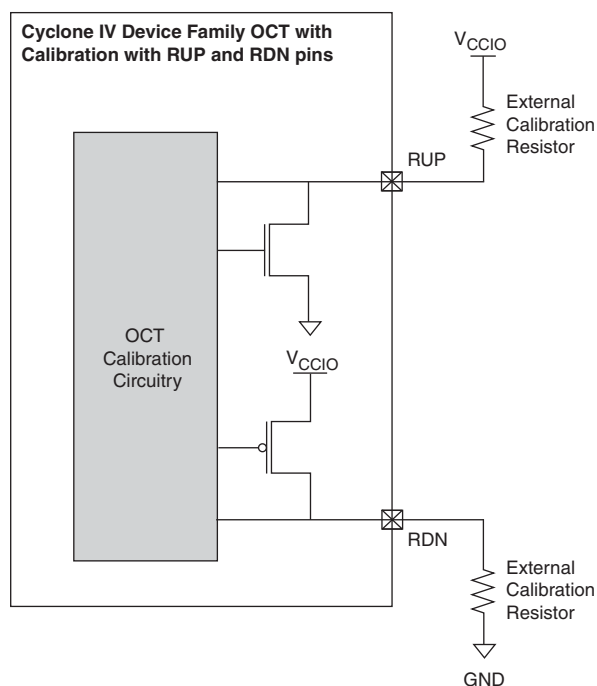 Cyclone IV Device Family OCT with
Calibration with RUP and RDN pins
VCCIO
External
Calibration
Resistor
RUP
OCT
Calibration
Circuitry
VCCIO
RDN
External
Calibration
Resistor
GND